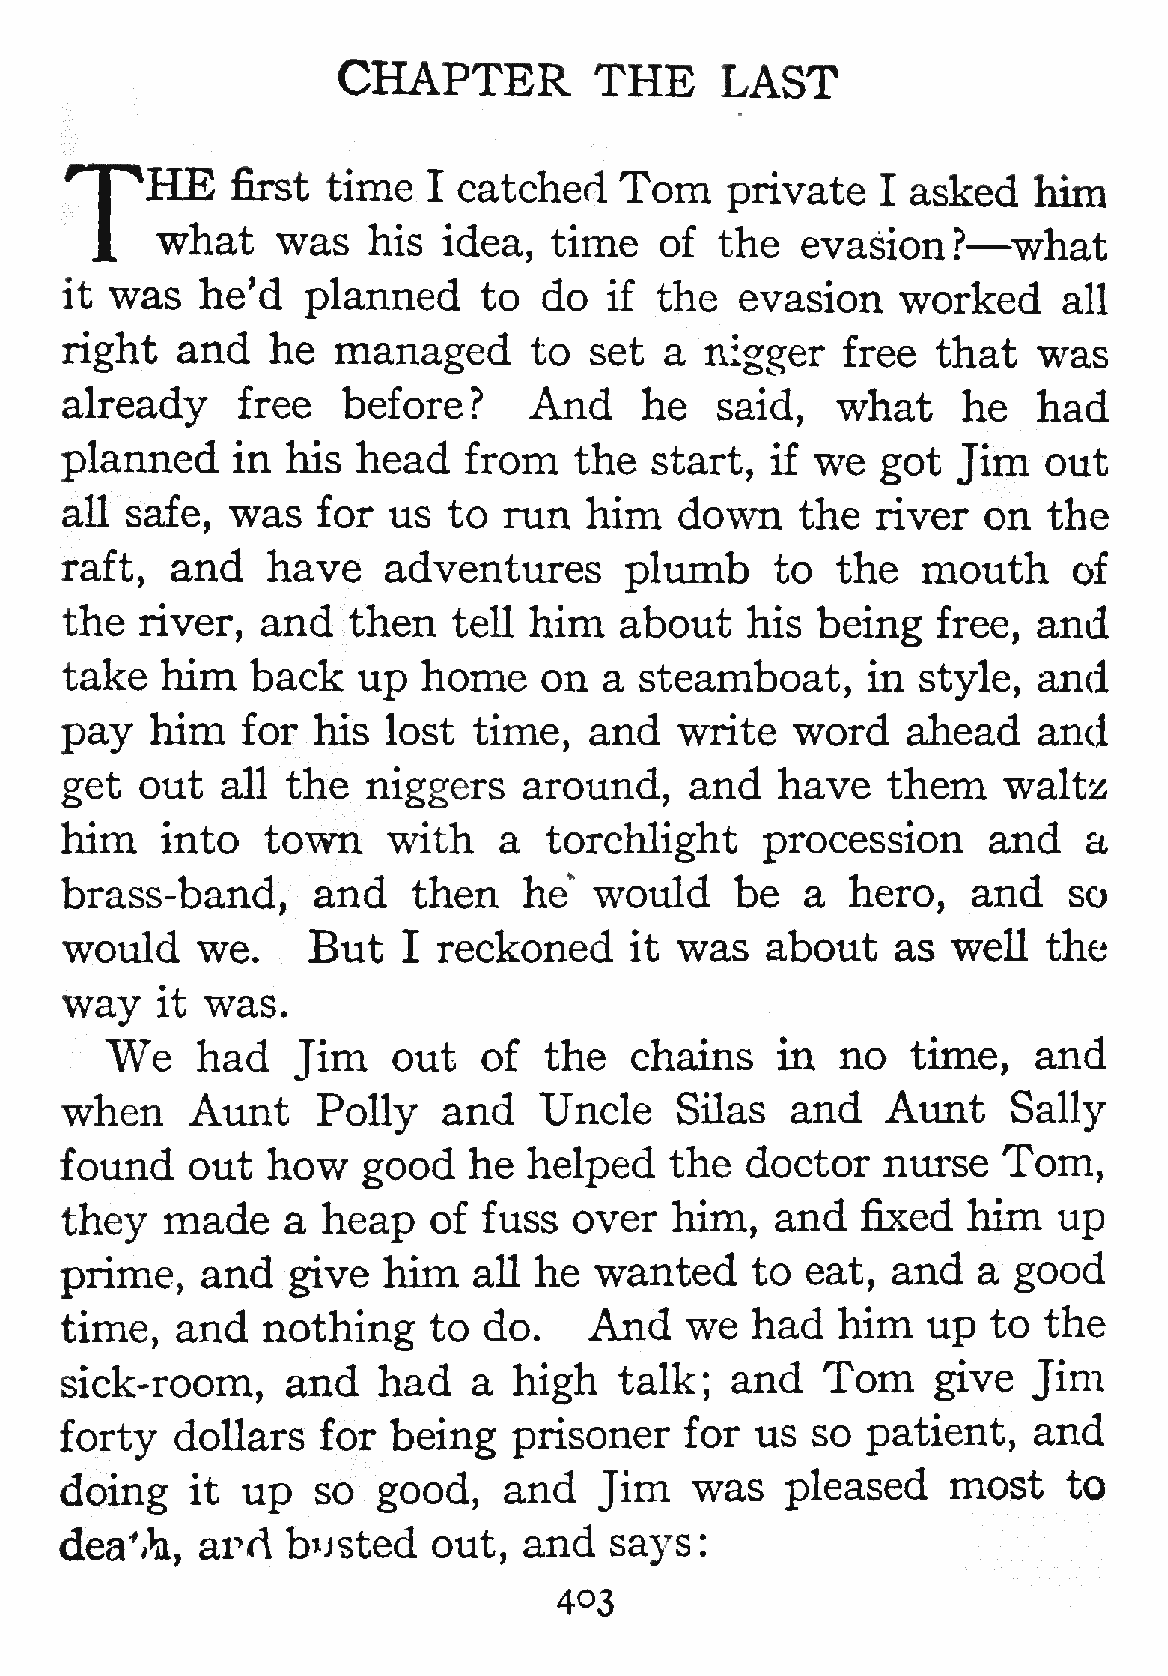 CHAPTER THE LAST
THE first time I catched Tom private I asked him
what was his idea, time of the evasion?—what
it was he'd planned to do if the evasion worked all
right and he managed to set a nigger free that was
already free before? And he said, what he had
planned in his head from the start, if we got Jim out
all safe, was for us to run him down the river on the
raft, and have adventures plumb to the mouth of
the river, and then tell him about his being free, and
take him back up home on a steamboat, in style, and
pay him for his lost time, and write word ahead and
get out all the niggers around, and have them waltz
him into town with a torchlight procession and a
brass-band, and then he would be a hero, and so
would we. But I reckoned it was about as well the
way it was.
We had Jim out of the chains in no time, and
when Aunt Polly and Uncle Silas and Aunt Sally
found out how good he helped the doctor nurse Tom,
they made a heap of fuss over him, and fixed him up
prime, and give him all he wanted to eat, and a good
time, and nothing to do. And we had him up to the
sick-room, and had a high talk; and Tom give Jim
forty dollars for being prisoner for us so patient, and
doing it up so good, and Jim was pleased most to
death, and busted out, and says:
403